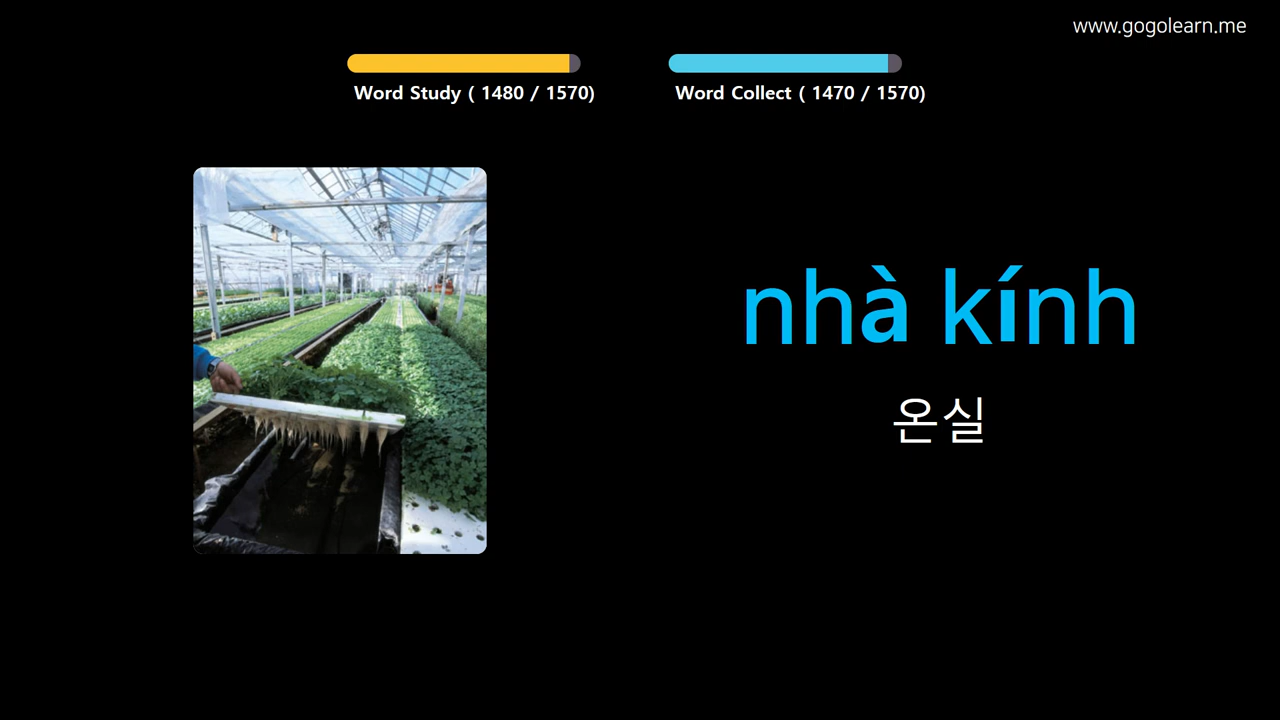 www.gogolearn.me
Word Study ( 1480 / 1570)
Word Collect ( 1470 / 1570)
nhà kính
온실